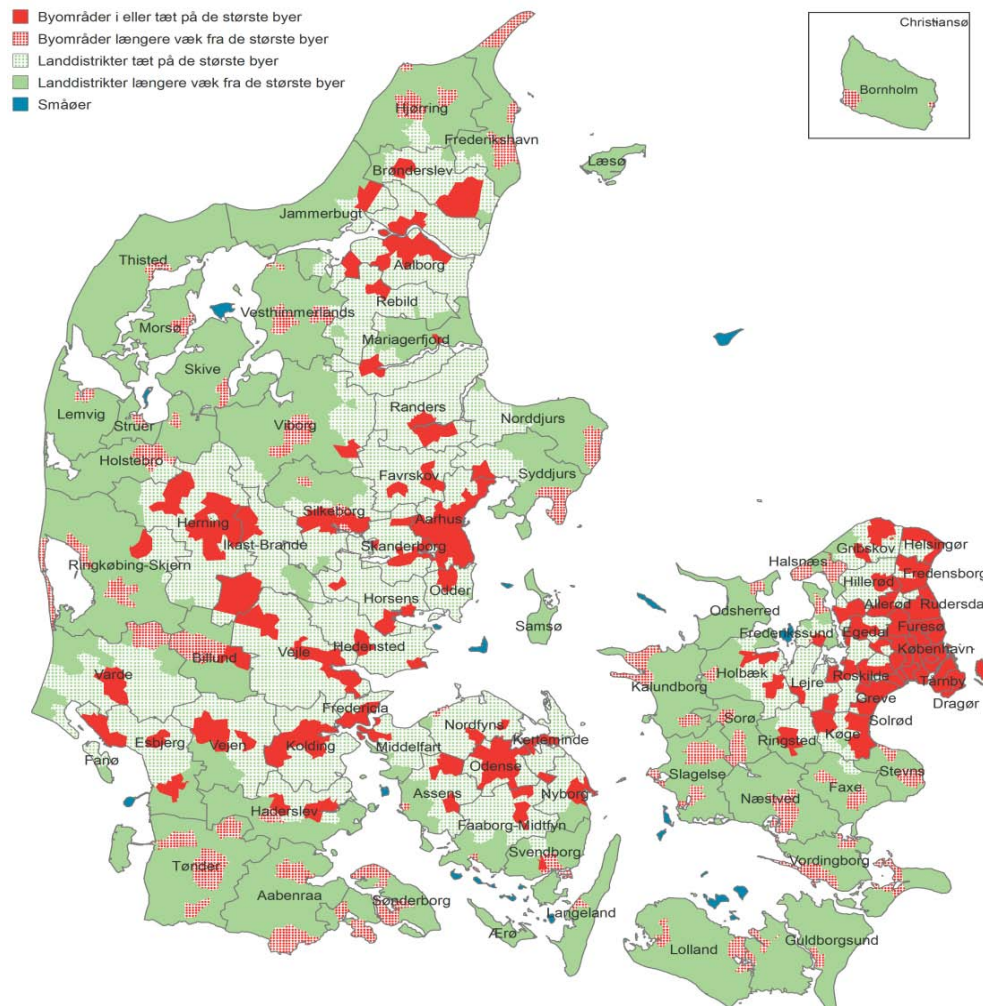 Byområder i eller tæt på de største byer
Byområder længere væk fra de største byer
Landdistrikter tæt på de største byer
Landdistrikter længere væk fra de største byer
Småøer
Christiansø
Bornholm
Hjørring
Frederikshavn
Læsø
Brønderslev
Jammerbugt
Thisted
Aalborg
Rebild
Vesthimmerlands
Morsø
Mariagerfjord
Skive
Lemvig
Struer
Randers
Norddjurs
Viborg
Holstebro
Favrskov
Syddjurs
Silkeborg
Herning
Aarhus
Ikast-Brande
Skanderborg
Ringkøbing-Skjern
Odder
Horsens
Samsø
Hedensted
Billund
Vejle
Varde
Fredericia
Esbjerg
Vejen
Kolding
Fanø
Middelfart
Nordfyns
Kerteminde
Odense
Assens
Nyborg
Haderslev
Faaborg-Midtfyn
Svendborg
Tønder
Aabenraa
Sønderborg
Langeland
Ærø
Gribskov
Helsingør
Halsnæs
Fredensborg
Hillerød
Odsherred
Allerød
Rudersda
Frederikssund
Egedal
Furesø
København
Holbæk
Roskilde
Kalundborg
Lejre
Tårnby
Greve
Dragør
Solrød
Sorø
Ringsted
Køge
Slagelse
Stevns
Faxe
Næstved
Vordingborg
Lolland
Guldborgsund